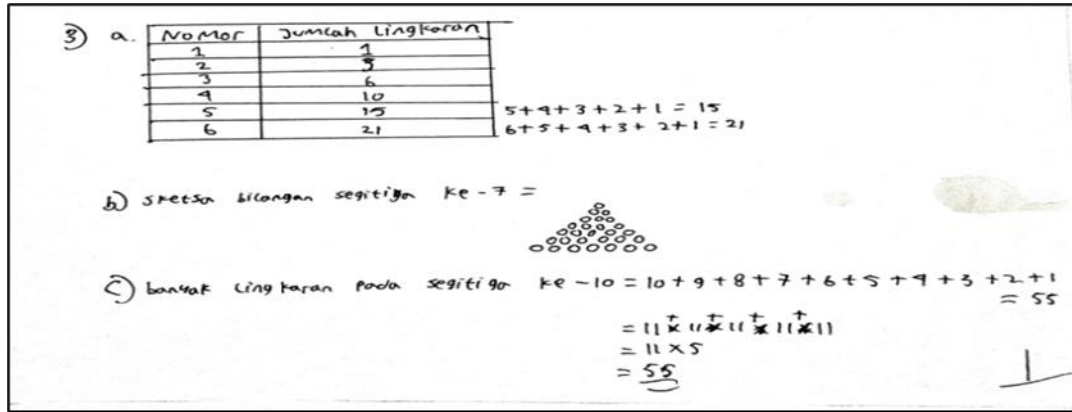 3) a. Nomor | Jumlah Lingkaran
1 | 1
2 | 3
3 | 6
4 | 10
5 | 15  5+4+3+2+1 = 15
6 | 21  6+5+4+3+2+1 = 21
b) sketsa bilangan segitiga ke-7 =
c) banyak lingkaran pada segitiga ke-10 = 10+9+8+7+6+5+4+3+2+1
= 55
= 11 + 11 + 11 + 11 + 11
= 11 × 5
= 55